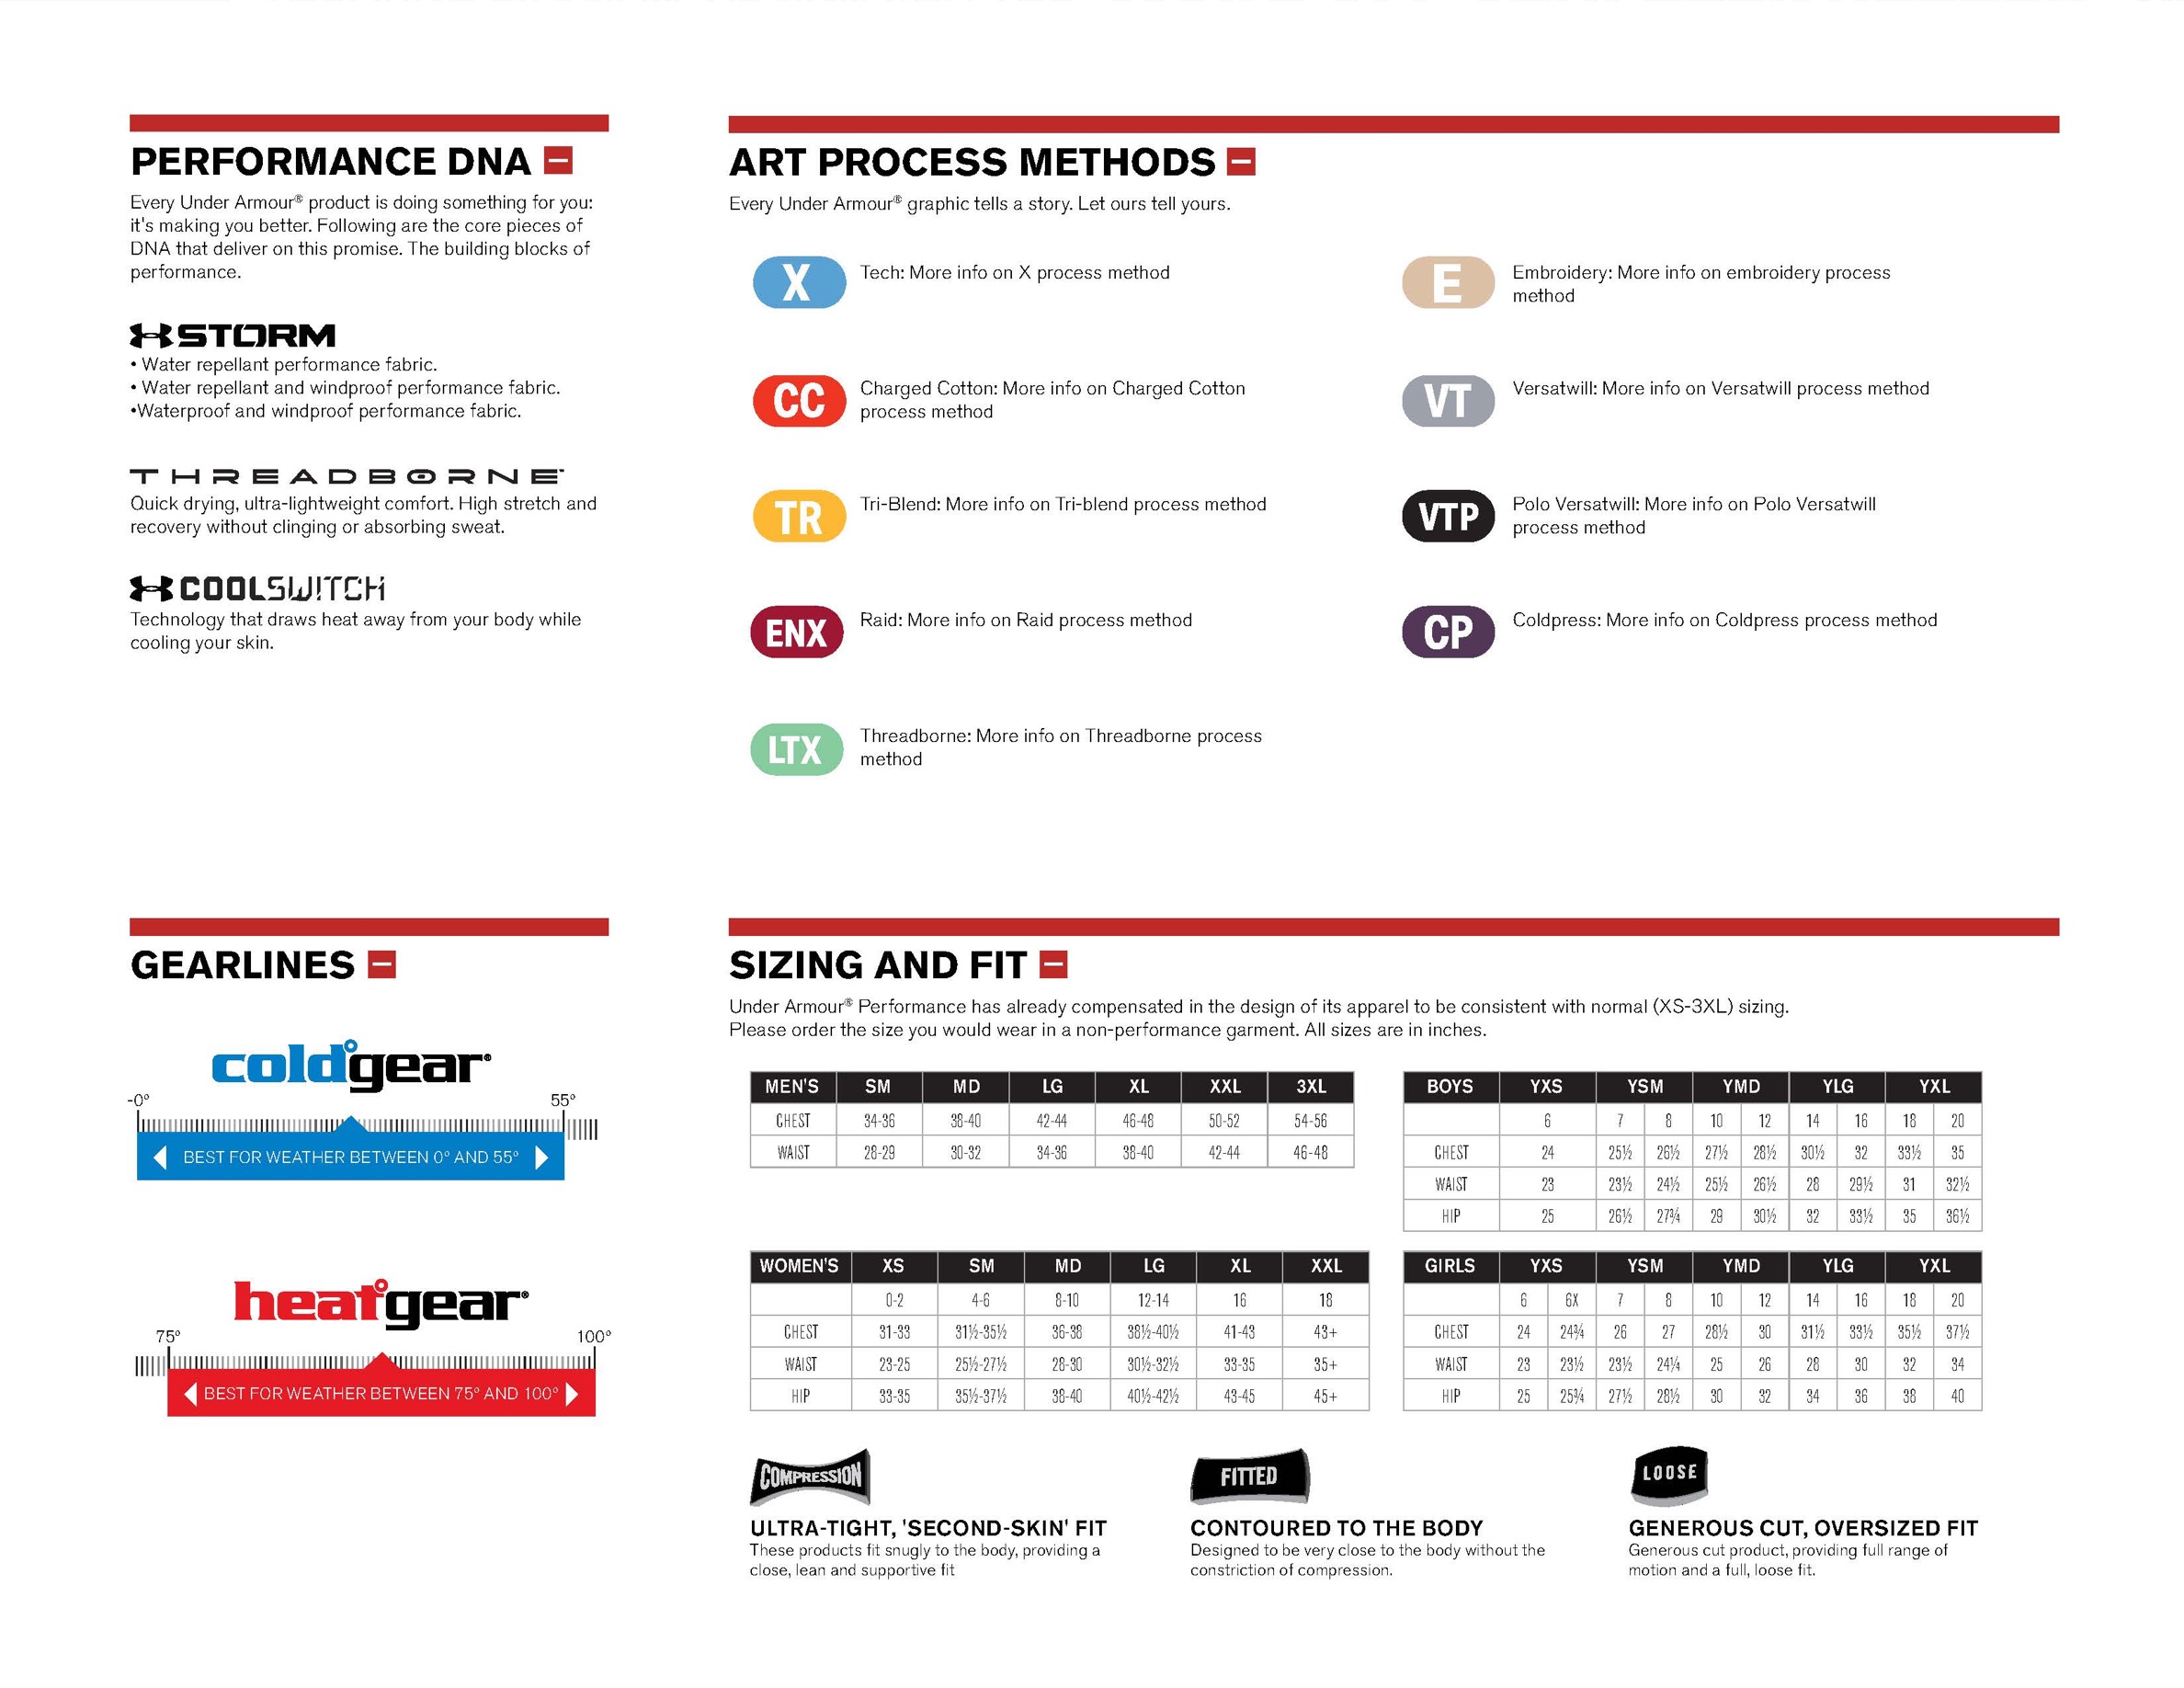 PERFORMANCE DNA
Every Under Armour® product is doing something for you:
it's making you better. Following are the core pieces of
DNA that deliver on this promise. The building blocks of
performance.
STORM
• Water repellant performance fabric.
• Water repellant and windproof performance fabric.
•Waterproof and windproof performance fabric.
THREADBORNE™
Quick drying, ultra-lightweight comfort. High stretch and
recovery without clinging or absorbing sweat.
COOLSWITCH
Technology that draws heat away from your body while
cooling your skin.
ART PROCESS METHODS
Every Under Armour® graphic tells a story. Let ours tell yours.
X Tech: More info on X process method
CC Charged Cotton: More info on Charged Cotton
process method
TR Tri-Blend: More info on Tri-blend process method
ENX Raid: More info on Raid process method
LTX Threadborne: More info on Threadborne process
method
E Embroidery: More info on embroidery process
method
VT Versatwill: More info on Versatwill process method
VTP Polo Versatwill: More info on Polo Versatwill
process method
CP Coldpress: More info on Coldpress process method
GEARLINES
coldgear®
-0° 55°
BEST FOR WEATHER BETWEEN 0° AND 55°
heatgear®
75° 100°
BEST FOR WEATHER BETWEEN 75° AND 100°
SIZING AND FIT
Under Armour® Performance has already compensated in the design of its apparel to be consistent with normal (XS-3XL) sizing.
Please order the size you would wear in a non-performance garment. All sizes are in inches.
MEN'S SM MD LG XL XXL 3XL
CHEST 34-36 38-40 42-44 46-48 50-52 54-56
WAIST 28-29 30-32 34-36 38-40 42-44 46-48
BOYS YXS YSM YMD YLG YXL
6 7 8 10 12 14 16 18 20
CHEST 24 25½ 26½ 27½ 28½ 30½ 32 33½ 35
WAIST 23 23½ 24½ 25½ 26½ 28 29½ 31 32½
HIP 25 26½ 27¾ 29 30½ 32 33½ 35 36½
WOMEN'S XS SM MD LG XL XXL
0-2 4-6 8-10 12-14 16 18
CHEST 31-33 31½-35½ 36-38 38½-40½ 41-43 43+
WAIST 23-25 25½-27½ 28-30 30½-32½ 33-35 35+
HIP 33-35 35½-37½ 38-40 40½-42½ 43-45 45+
GIRLS YXS YSM YMD YLG YXL
6 6X 7 8 10 12 14 16 18 20
CHEST 24 24¾ 26 27 28½ 30 31½ 33½ 35½ 37½
WAIST 23 23½ 23½ 24¼ 25 26 28 30 32 34
HIP 25 25¾ 27½ 28½ 30 32 34 36 38 40
COMPRESSION
ULTRA-TIGHT, 'SECOND-SKIN' FIT
These products fit snugly to the body, providing a
close, lean and supportive fit
FITTED
CONTOURED TO THE BODY
Designed to be very close to the body without the
constriction of compression.
LOOSE
GENEROUS CUT, OVERSIZED FIT
Generous cut product, providing full range of
motion and a full, loose fit.